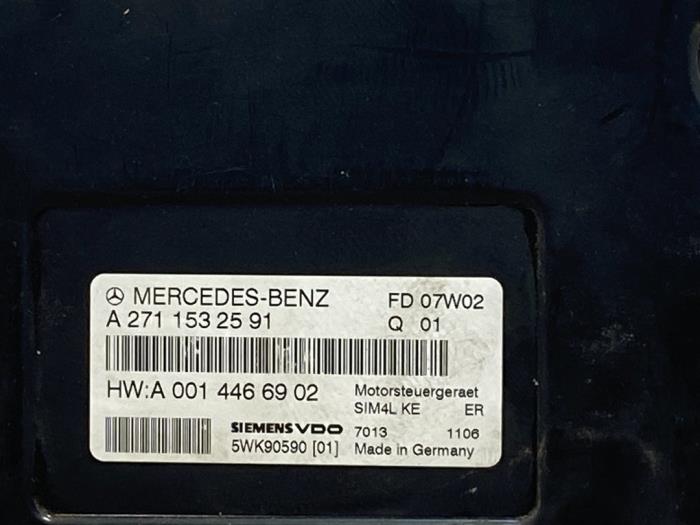 MERCEDES-BENZ FD 07W02
A 271 153 25 91 Q 01
HW:A 001 446 69 02 Motorsteuergeraet
SIM4L KE ER
SIEMENS VDO 7013 1106
5WK90590 [01] Made in Germany